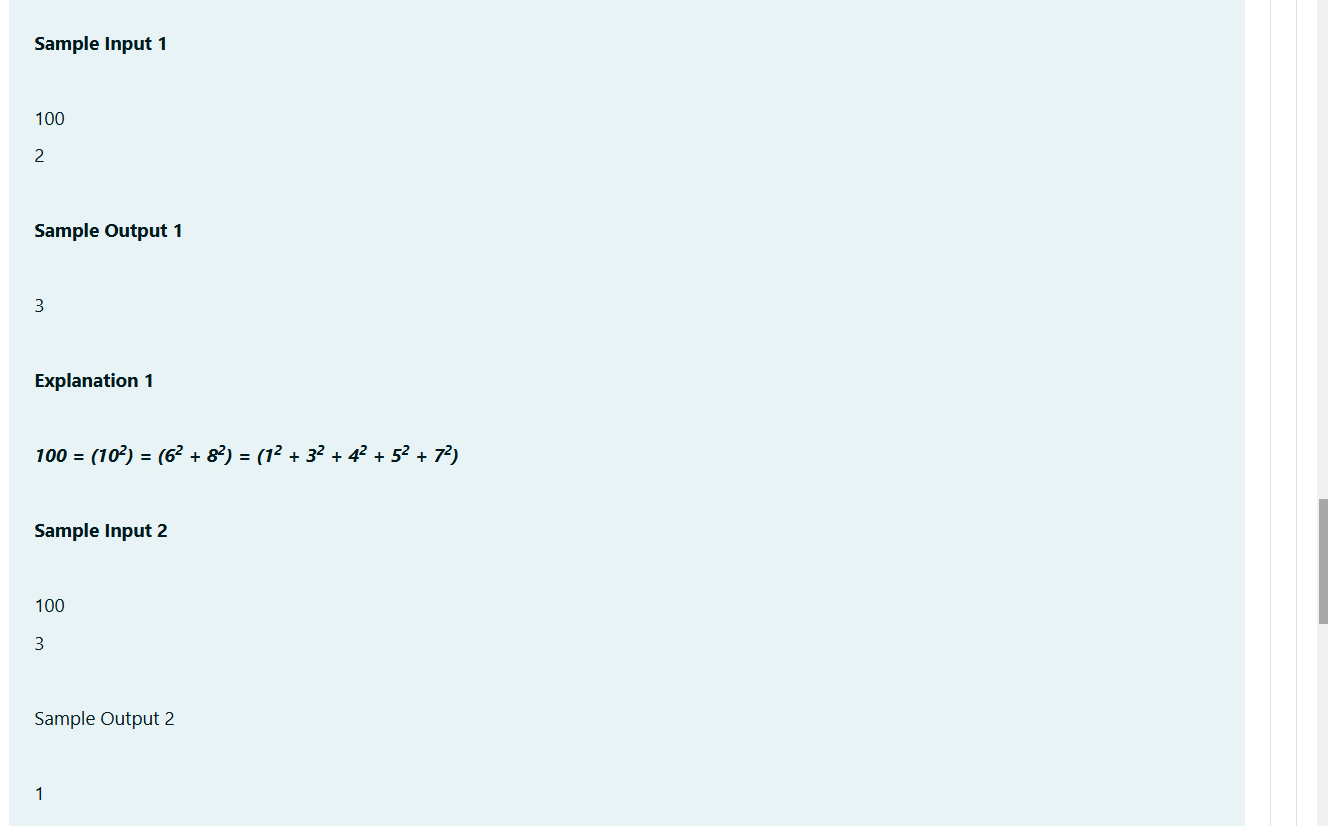 Sample Input 1
100
2
Sample Output 1
3
Explanation 1
100 = (10²) = (6² + 8²) = (1² + 3² + 4² + 5² + 7²)
Sample Input 2
100
3
Sample Output 2
1